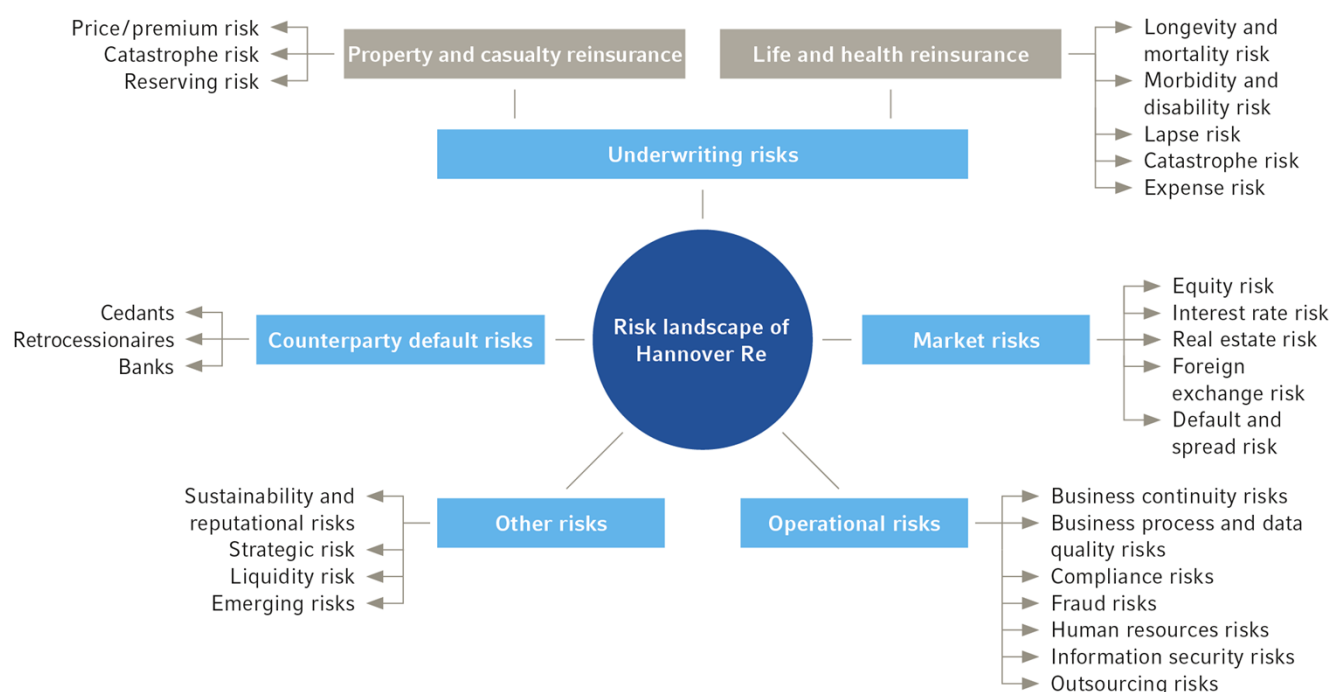 Price/premium risk
Catastrophe risk
Reserving risk
Property and casualty reinsurance
Life and health reinsurance
Longevity and
mortality risk
Morbidity and
disability risk
Lapse risk
Catastrophe risk
Expense risk
Underwriting risks
Cedants
Retrocessionaires
Banks
Counterparty default risks
Risk landscape of
Hannover Re
Market risks
Equity risk
Interest rate risk
Real estate risk
Foreign
exchange risk
Default and
spread risk
Sustainability and
reputational risks
Strategic risk
Liquidity risk
Emerging risks
Other risks
Operational risks
Business continuity risks
Business process and data
quality risks
Compliance risks
Fraud risks
Human resources risks
Information security risks
Outsourcing risks